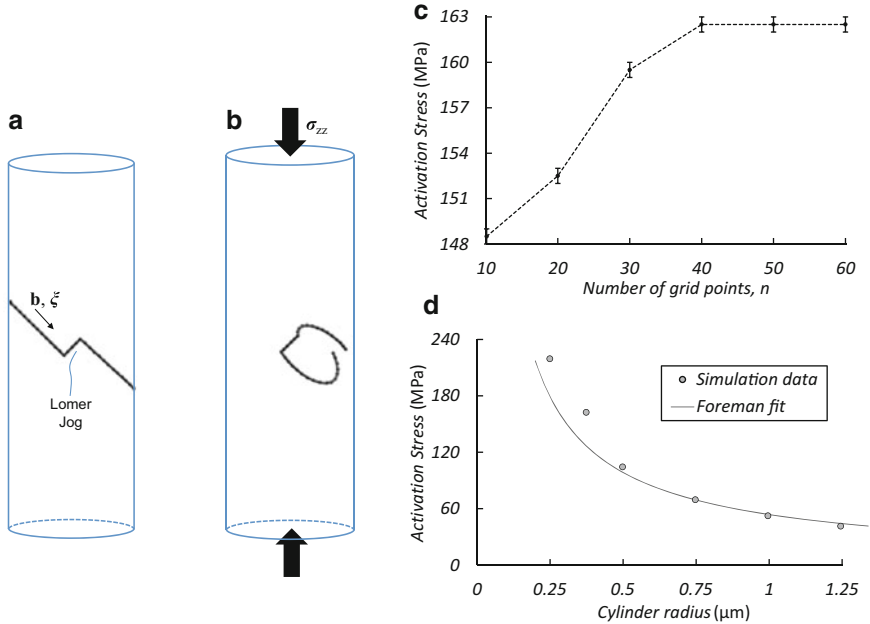 a
b
σzz
b, ξ
Lomer
Jog
c
Activation Stress (MPa)
163
160
157
154
151
148
10 20 30 40 50 60
Number of grid points, n
d
Activation Stress (MPa)
240
180
120
60
0
Simulation data
Foreman fit
0 0.25 0.5 0.75 1 1.25
Cylinder radius (μm)